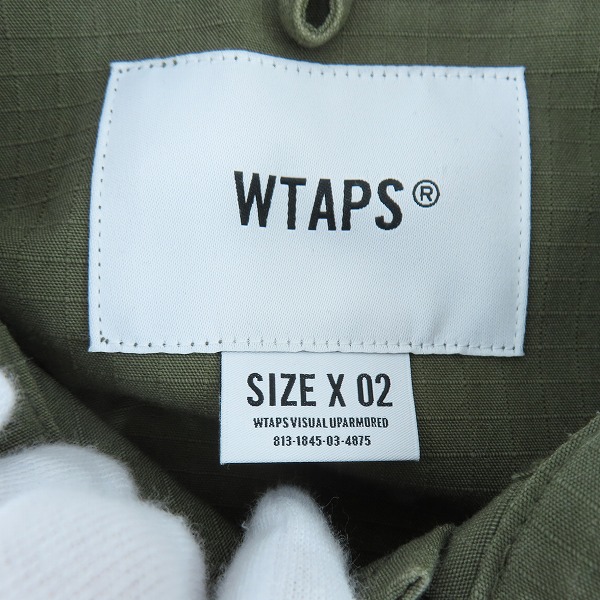 WTAPS®
SIZE X 02
WTAPS VISUAL UPARMORED
813-1845-03-4875